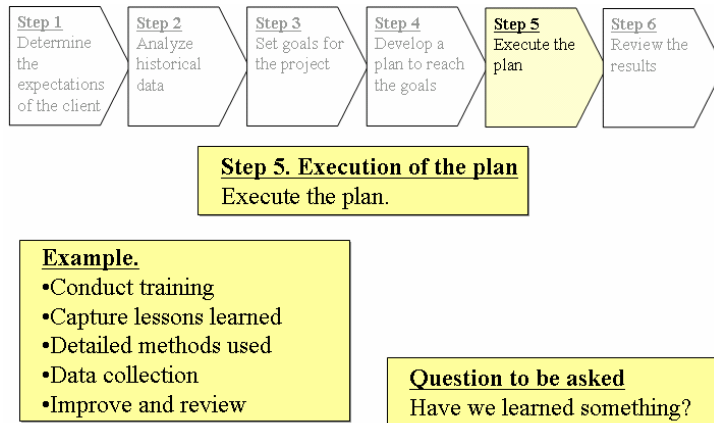 Step 1
Determine
the
expectations
of the client
Step 2
Analyze
historical
data
Step 3
Set goals for
the project
Step 4
Develop a
plan to reach
the goals
Step 5
Execute the
plan
Step 6
Review the
results
Step 5. Execution of the plan
Execute the plan.
Example.
•Conduct training
•Capture lessons learned
•Detailed methods used
•Data collection
•Improve and review
Question to be asked
Have we learned something?